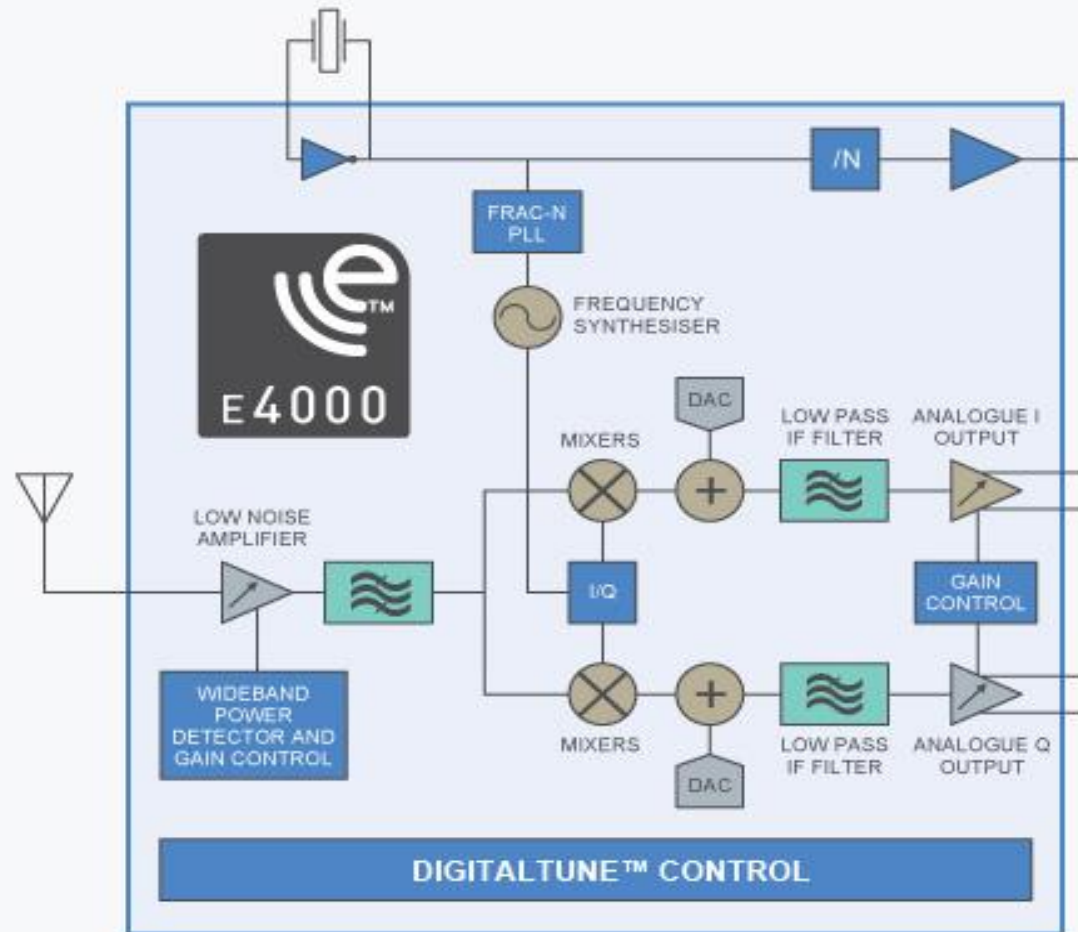 /N
FRAC-N
PLL
e
TM
E4000
FREQUENCY
SYNTHESISER
DAC
MIXERS
LOW PASS
IF FILTER
ANALOGUE I
OUTPUT
LOW NOISE
AMPLIFIER
I/Q
GAIN
CONTROL
WIDEBAND
POWER
DETECTOR AND
GAIN CONTROL
MIXERS
DAC
LOW PASS
IF FILTER
ANALOGUE Q
OUTPUT
DIGITALTUNE™ CONTROL